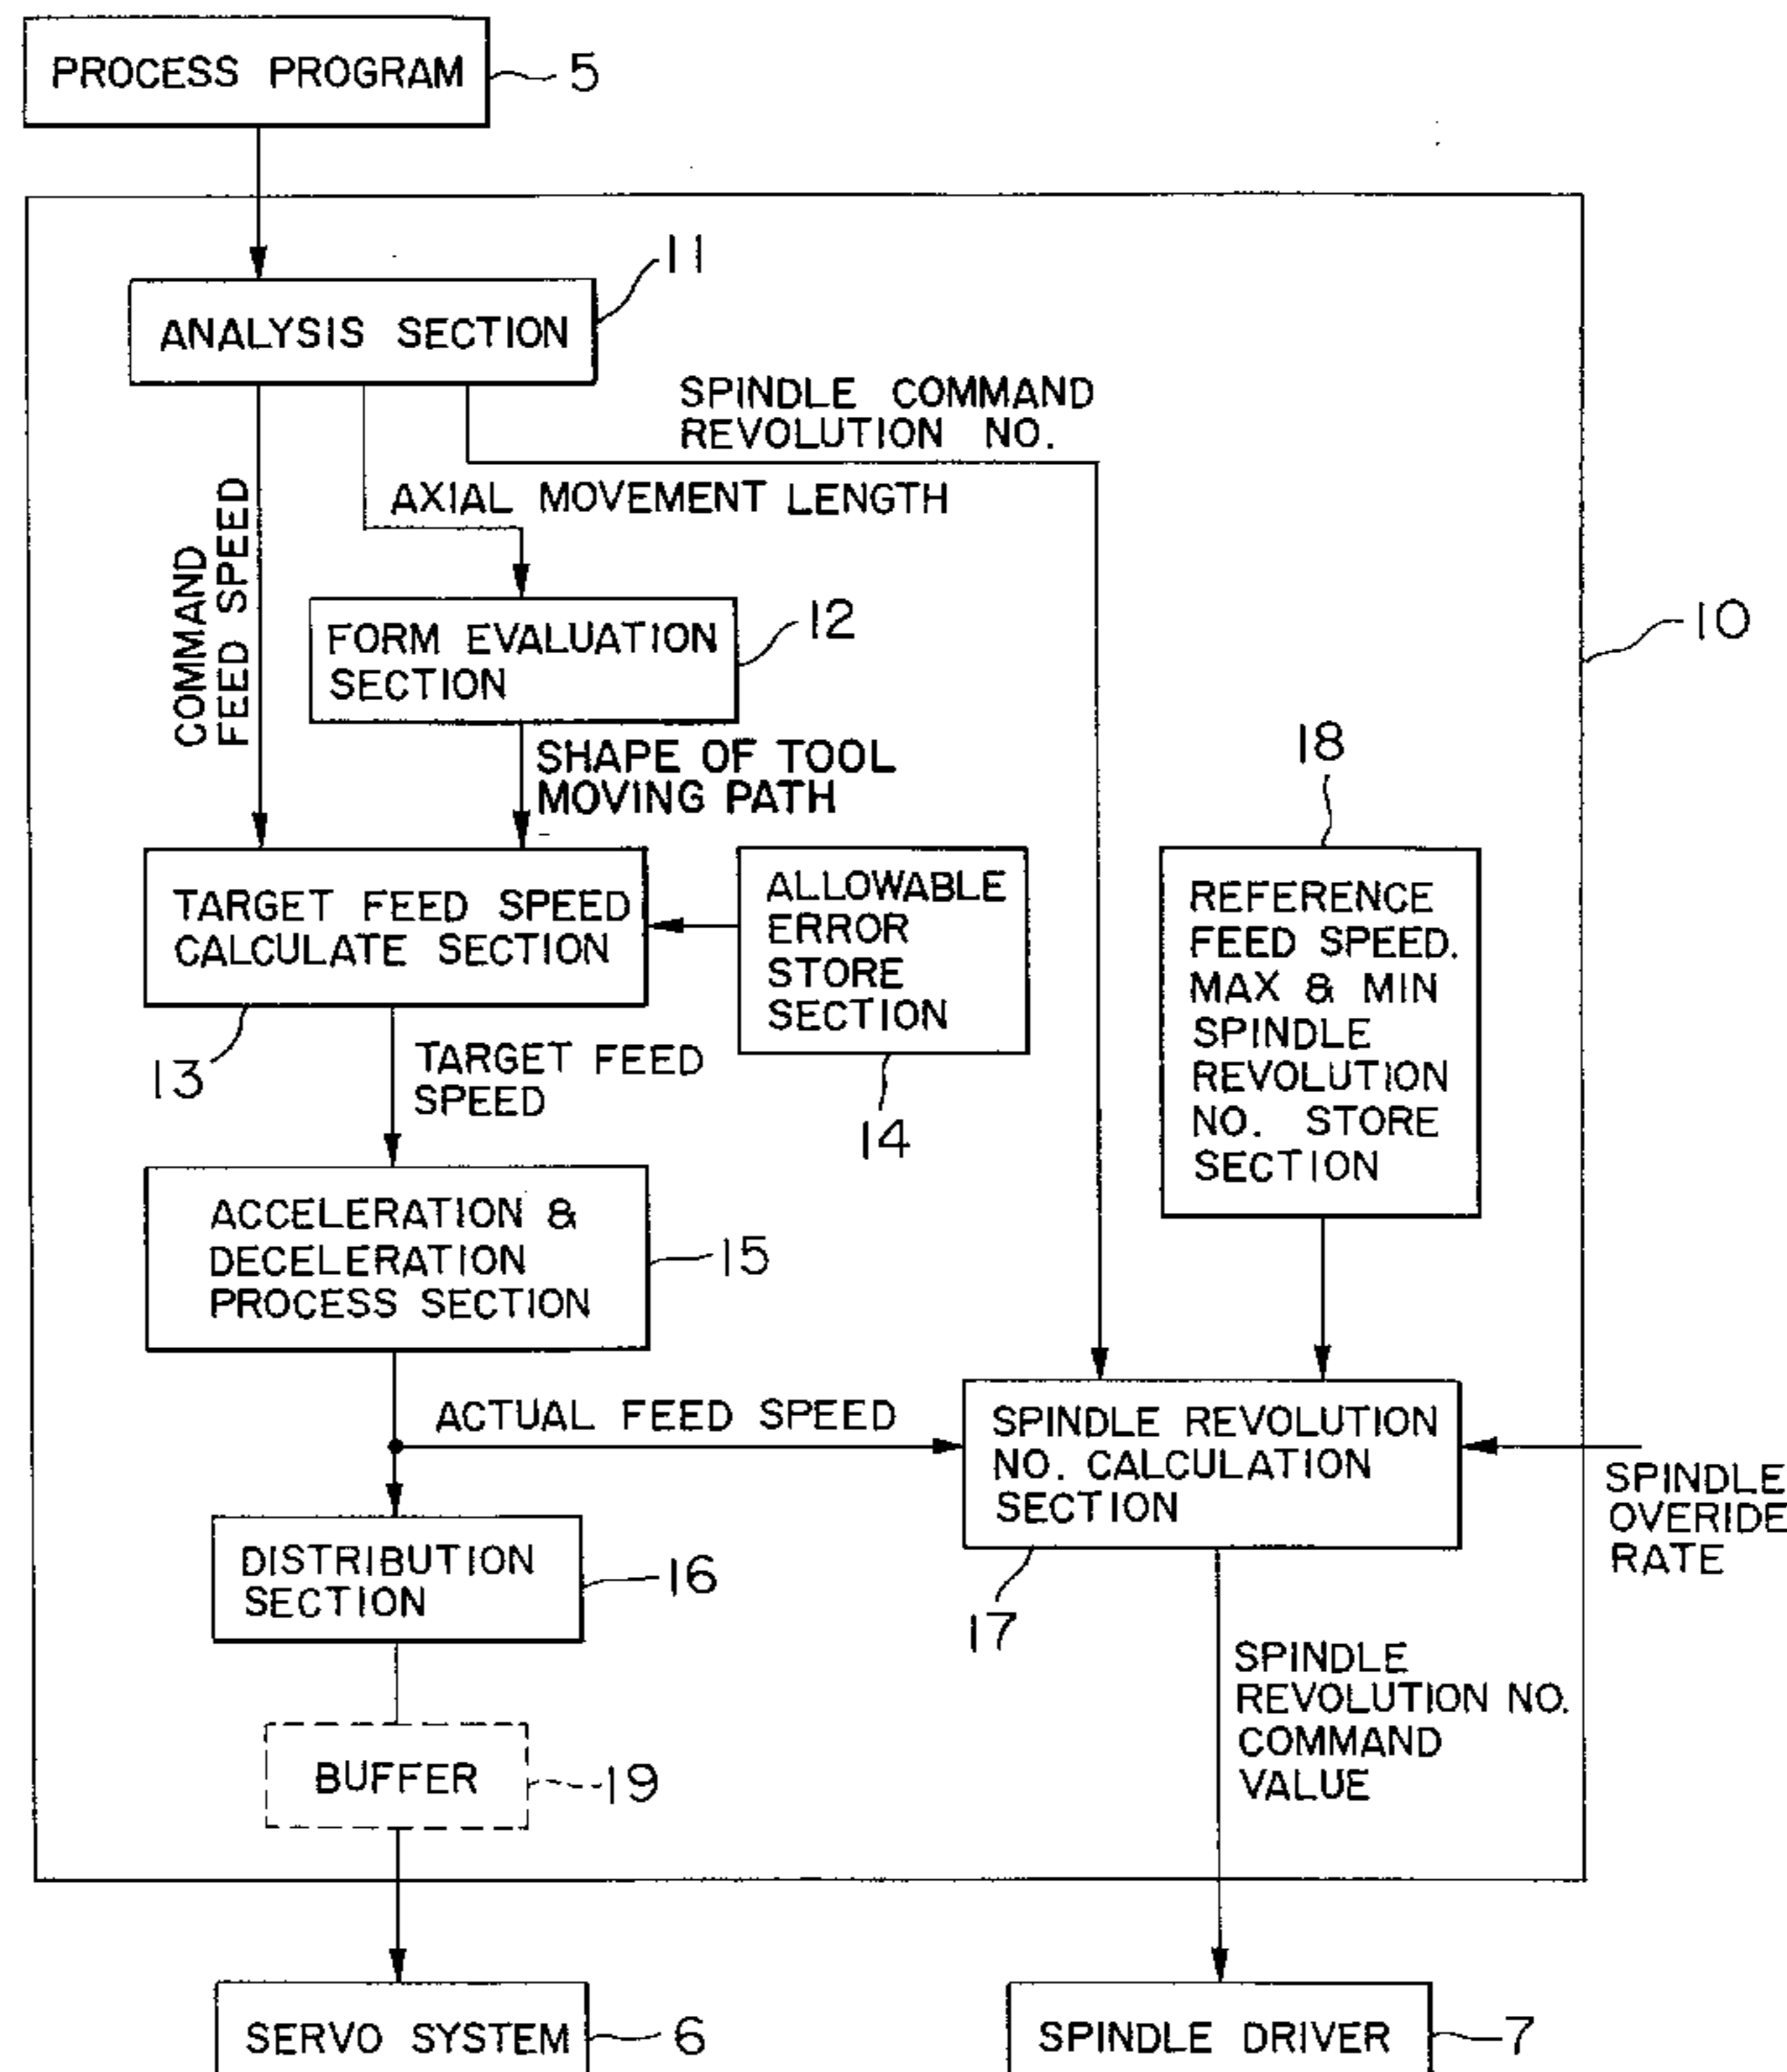 PROCESS PROGRAM
5
11
ANALYSIS SECTION
SPINDLE COMMAND
REVOLUTION NO.
AXIAL MOVEMENT LENGTH
COMMAND
FEED SPEED
FORM EVALUATION
SECTION
12
10
SHAPE OF TOOL
MOVING PATH
18
TARGET FEED SPEED
CALCULATE SECTION
13
ALLOWABLE
ERROR
STORE
SECTION
14
REFERENCE
FEED SPEED.
MAX & MIN
SPINDLE
REVOLUTION
NO. STORE
SECTION
TARGET FEED
SPEED
ACCELERATION &
DECELERATION
PROCESS SECTION
15
ACTUAL FEED SPEED
SPINDLE REVOLUTION
NO. CALCULATION
SECTION
17
SPINDLE
OVERIDE
RATE
DISTRIBUTION
SECTION
16
SPINDLE
REVOLUTION NO.
COMMAND
VALUE
BUFFER
19
SERVO SYSTEM
6
SPINDLE DRIVER
7